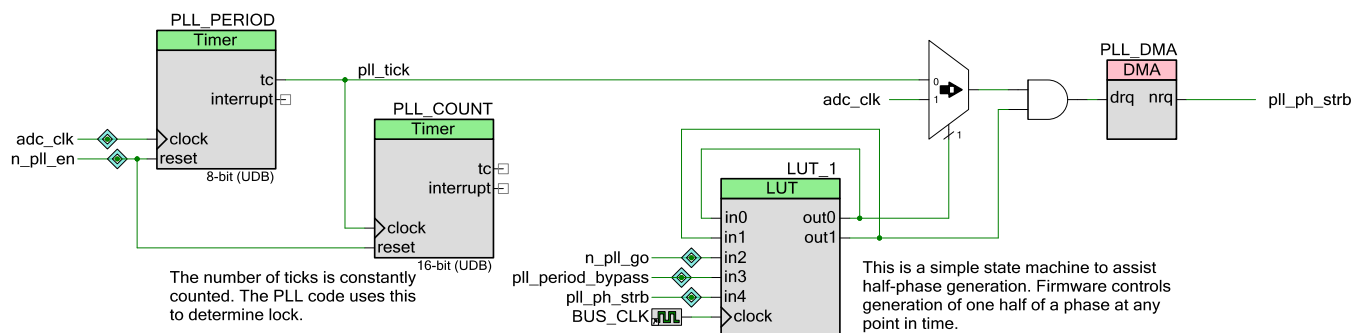 PLL_PERIOD
Timer
tc
interrupt
adc_clk
clock
n_pll_en
reset
8-bit (UDB)
pll_tick
PLL_COUNT
Timer
tc
interrupt
clock
reset
16-bit (UDB)
The number of ticks is constantly
counted. The PLL code uses this
to determine lock.
0
adc_clk
1
1
PLL_DMA
DMA
drq
nrq
pll_ph_strb
LUT_1
LUT
in0
out0
in1
out1
n_pll_go
in2
pll_period_bypass
in3
pll_ph_strb
in4
BUS_CLK
clock
This is a simple state machine to assist
half-phase generation. Firmware controls
generation of one half of a phase at any
point in time.